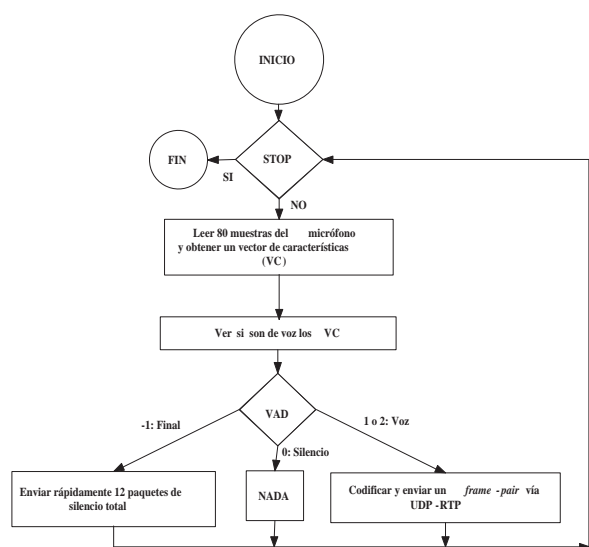 INICIO
STOP
FIN
SI
NO
Leer 80 muestras del micrófono
y obtener un vector de características
(VC)
Ver si son de voz los VC
VAD
-1: Final
1 o 2: Voz
0: Silencio
Enviar rápidamente 12 paquetes de
silencio total
NADA
Codificar y enviar un frame - pair vía
UDP -RTP